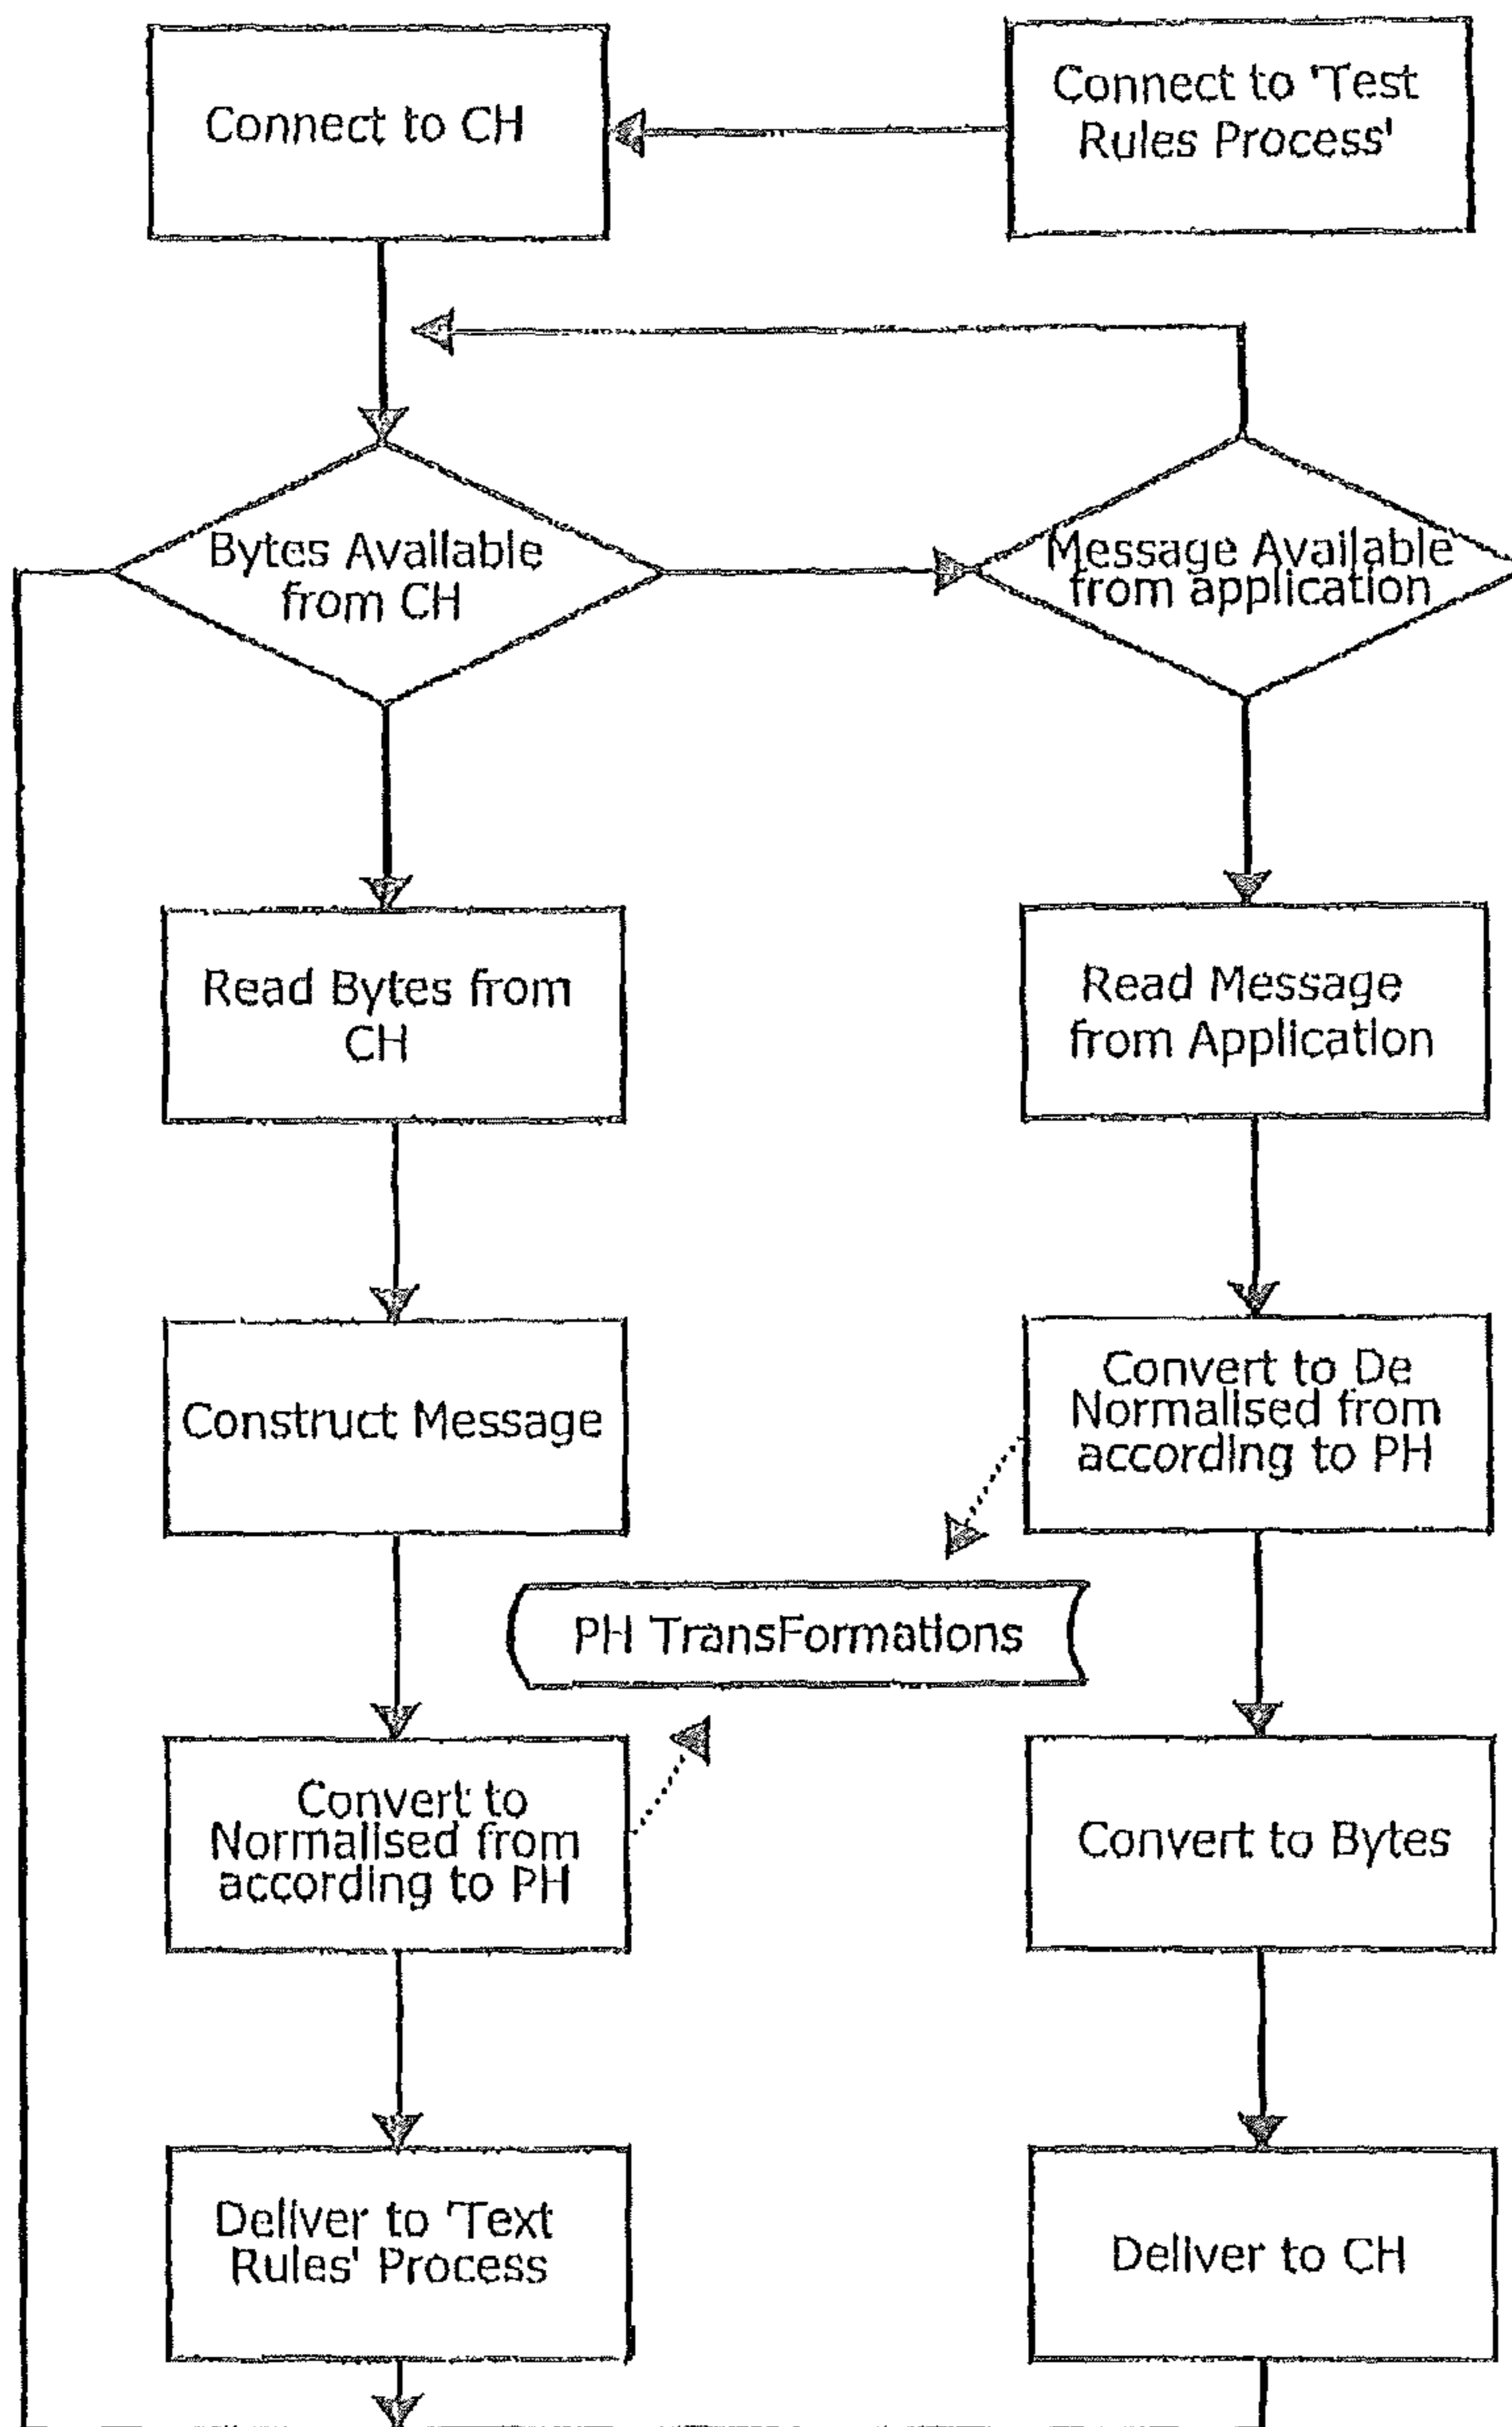 Connect to CH
Connect to 'Test
Rules Process'
Bytes Available
from CH
Message Available
from application
Read Bytes from
CH
Read Message
from Application
Construct Message
Convert to De
Normalised from
according to PH
PH TransFormations
Convert to
Normalised from
according to PH
Convert to Bytes
Deliver to 'Text
Rules' Process
Deliver to CH